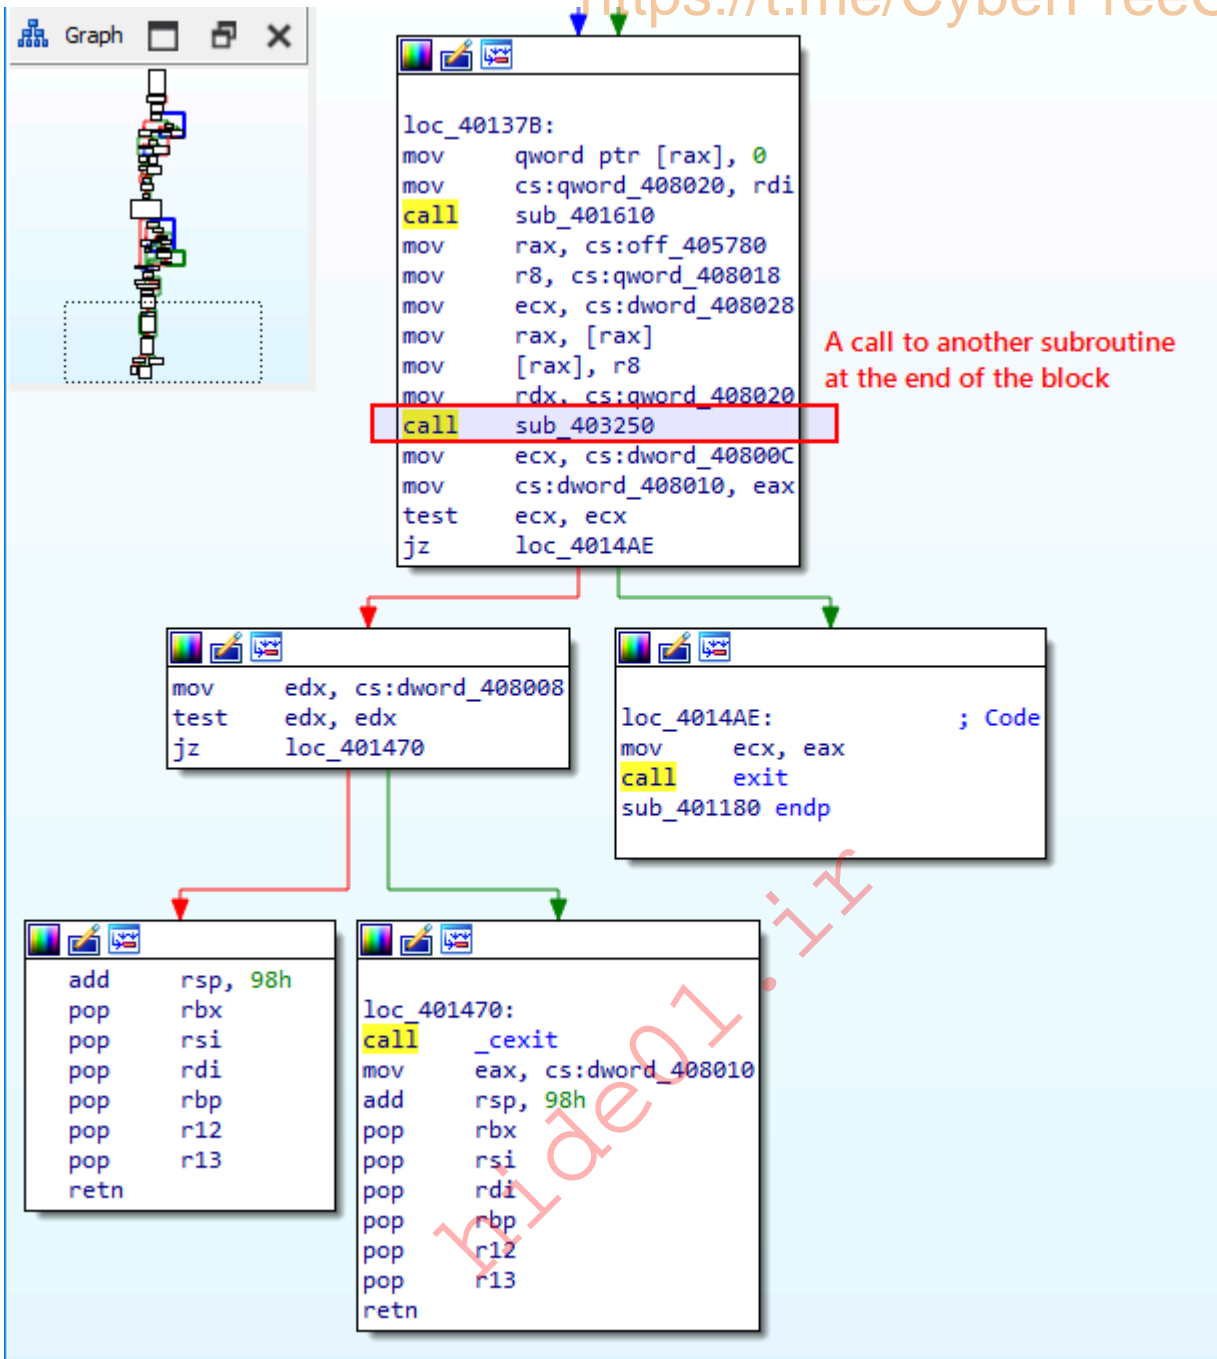 https://t.me/CyberFreeC
Graph
loc_40137B:
mov qword ptr [rax], 0
mov cs:qword_408020, rdi
call sub_401610
mov rax, cs:off_405780
mov r8, cs:qword_408018
mov ecx, cs:dword_408028
mov rax, [rax]
mov [rax], r8
mov rdx, cs:qword_408020
call sub_403250
mov ecx, cs:dword_40800C
mov cs:dword_408010, eax
test ecx, ecx
jz loc_4014AE
A call to another subroutine
at the end of the block
mov edx, cs:dword_408008
test edx, edx
jz loc_401470
loc_4014AE: ; Code
mov ecx, eax
call exit
sub_401180 endp
add rsp, 98h
pop rbx
pop rsi
pop rdi
pop rbp
pop r12
pop r13
retn
loc_401470:
call _cexit
mov eax, cs:dword_408010
add rsp, 98h
pop rbx
pop rsi
pop rdi
pop rbp
pop r12
pop r13
retn
hide01.ir